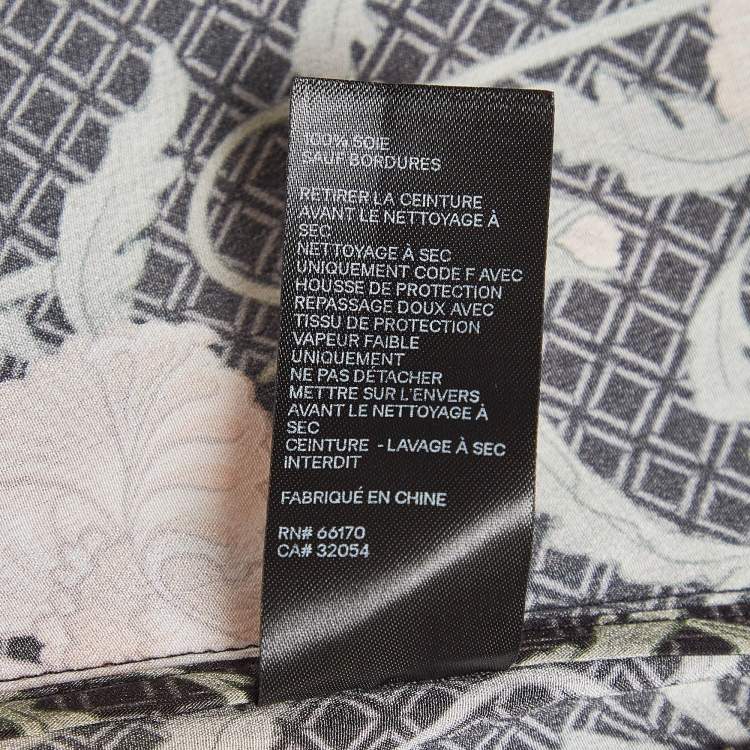 100% SOIE
SAUF BORDURES
RETIRER LA CEINTURE
AVANT LE NETTOYAGE À
SEC
NETTOYAGE À SEC
UNIQUEMENT CODE F AVEC
HOUSSE DE PROTECTION
REPASSAGE DOUX AVEC
TISSU DE PROTECTION
VAPEUR FAIBLE
UNIQUEMENT
NE PAS DÉTACHER
METTRE SUR L'ENVERS
AVANT LE NETTOYAGE À
SEC
CEINTURE - LAVAGE À SEC
INTERDIT
FABRIQUÉ EN CHINE
RN# 66170
CA# 32054